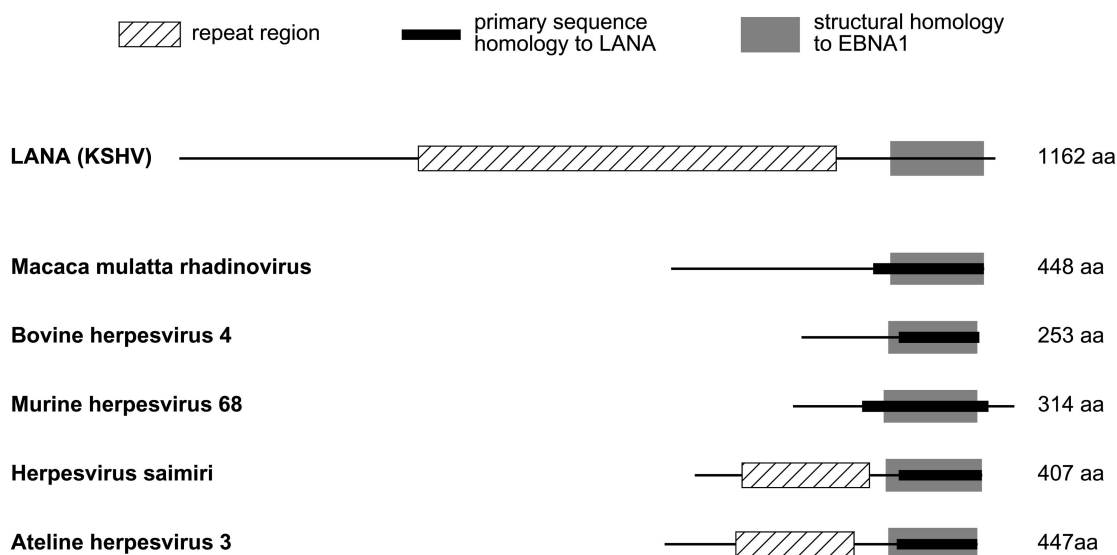 repeat region
primary sequence
homology to LANA
structural homology
to EBNA1
LANA (KSHV) 1162 aa
Macaca mulatta rhadinovirus 448 aa
Bovine herpesvirus 4 253 aa
Murine herpesvirus 68 314 aa
Herpesvirus saimiri 407 aa
Ateline herpesvirus 3 447aa